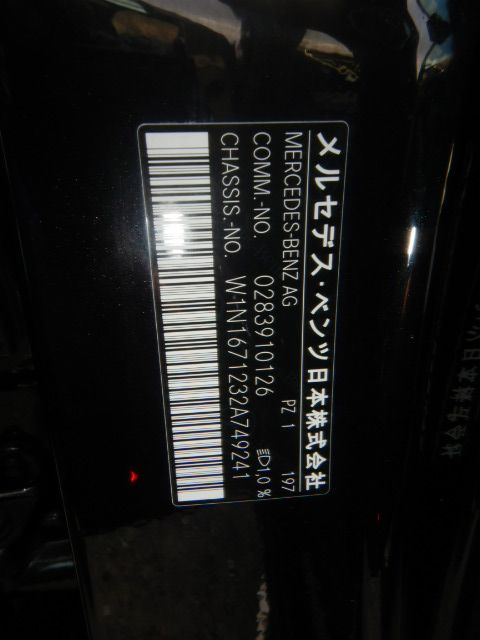 メルセデス・ベンツ日本株式会社
MERCEDES-BENZ AG PZ 1 197
COMM.-NO. 0283910126 1,0 %
CHASSIS.-NO. W1N1671232A749241